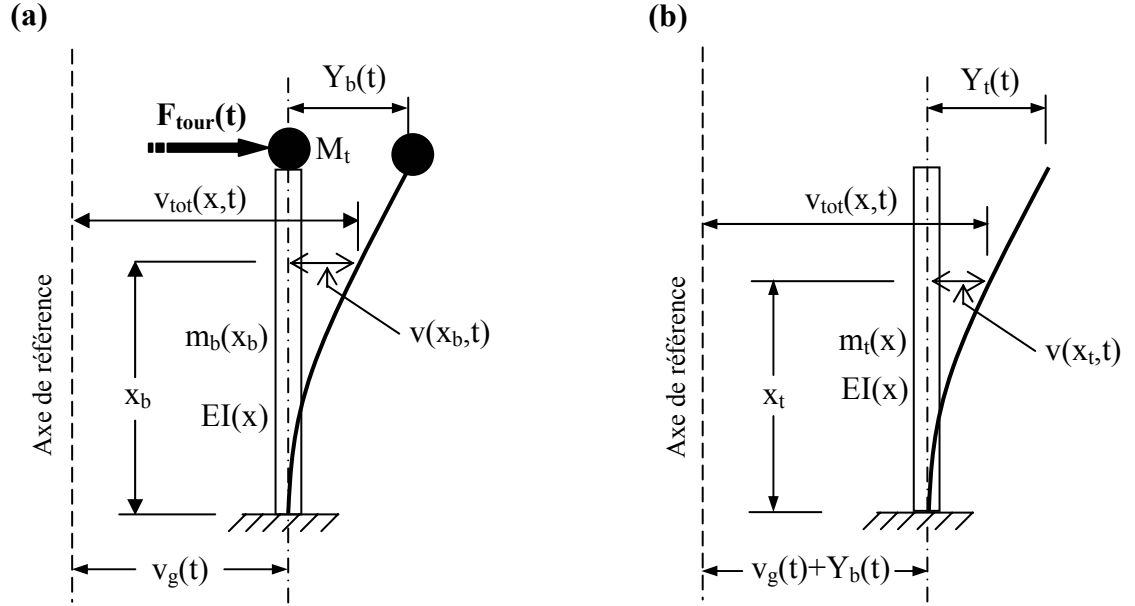 (a)
Y_b(t)
F_tour(t)
M_t
v_tot(x,t)
Axe de référence
m_b(x_b)
v(x_b,t)
x_b
EI(x)
v_g(t)
(b)
Y_t(t)
v_tot(x,t)
Axe de référence
m_t(x)
v(x_t,t)
x_t
EI(x)
v_g(t)+Y_b(t)